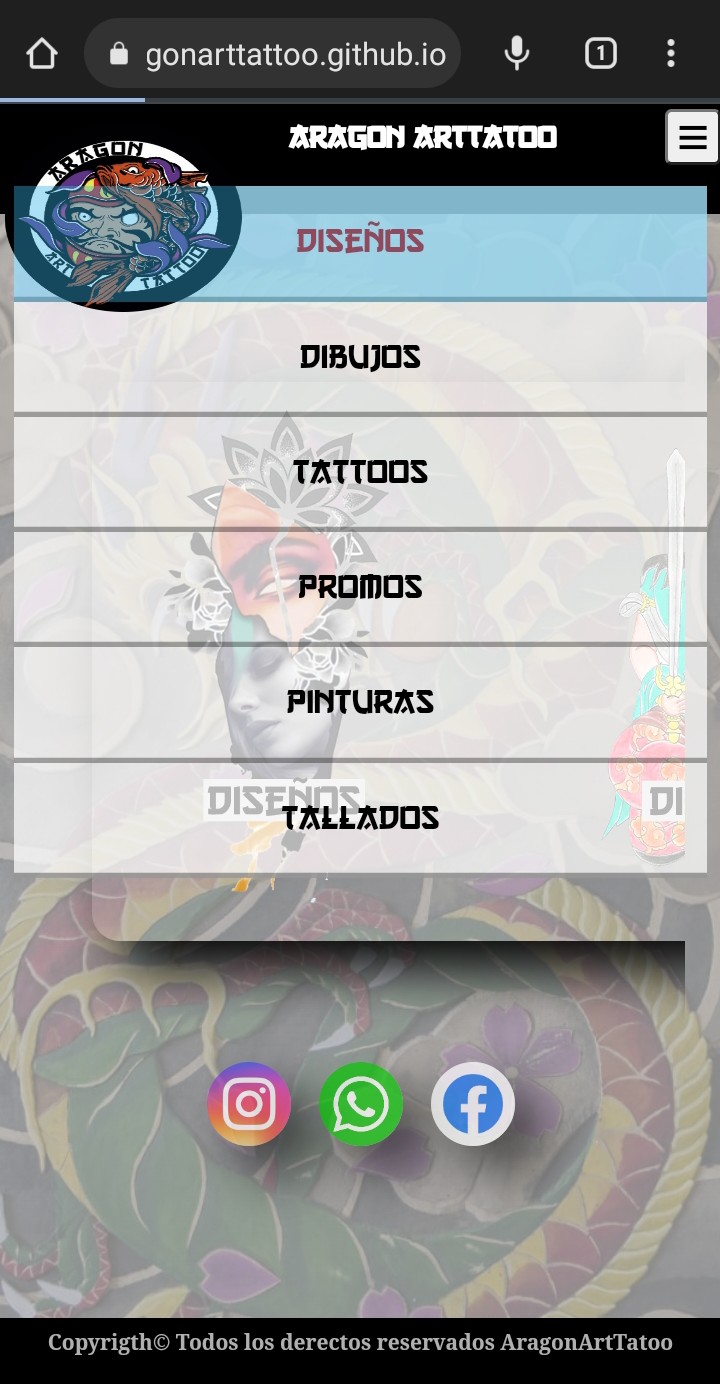 gonarttattoo.github.io
1
ARAGON ARTTATOO
ARAGON
ART TATTOO
DISEÑOS
DIBUJOS
TATTOOS
PROMOS
PINTURAS
DISEÑOS
DI
TALLADOS
Copyrigth© Todos los derectos reservados AragonArtTatoo